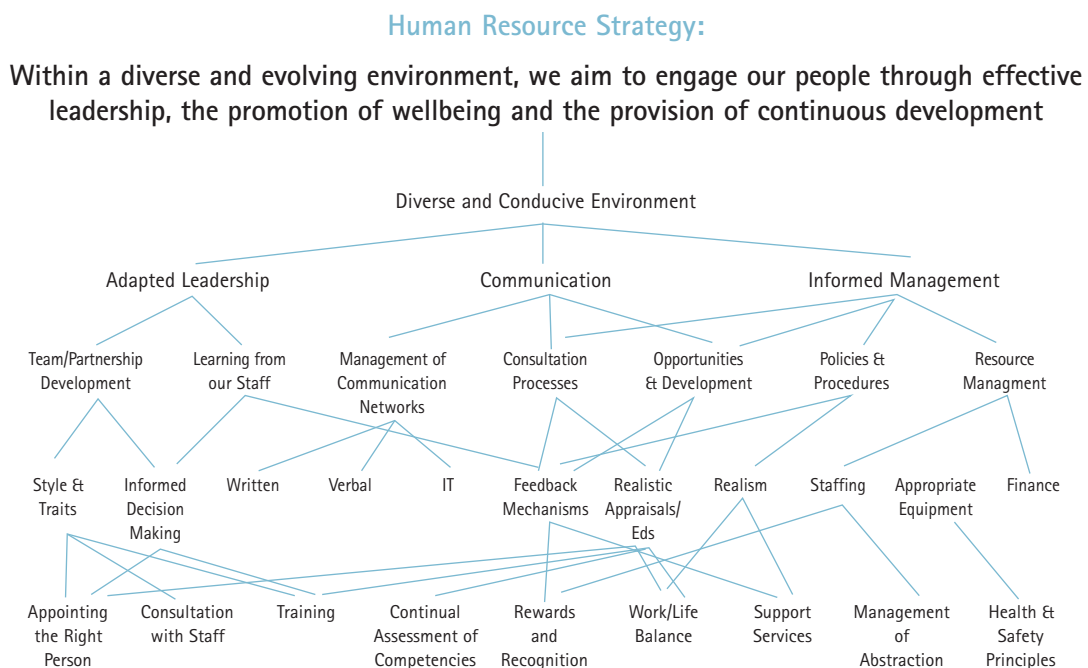 Human Resource Strategy:
Within a diverse and evolving environment, we aim to engage our people through effective
leadership, the promotion of wellbeing and the provision of continuous development
Diverse and Conducive Environment
Adapted Leadership
Communication
Informed Management
Team/Partnership
Development
Learning from
our Staff
Management of
Communication
Networks
Consultation
Processes
Opportunities
& Development
Policies &
Procedures
Resource
Managment
Style &
Traits
Informed
Decision
Making
Written
Verbal
IT
Feedback
Mechanisms
Realistic
Appraisals/
Eds
Realism
Staffing
Appropriate
Equipment
Finance
Appointing
the Right
Person
Consultation
with Staff
Training
Continual
Assessment of
Competencies
Rewards
and
Recognition
Work/Life
Balance
Support
Services
Management
of
Abstraction
Health &
Safety
Principles